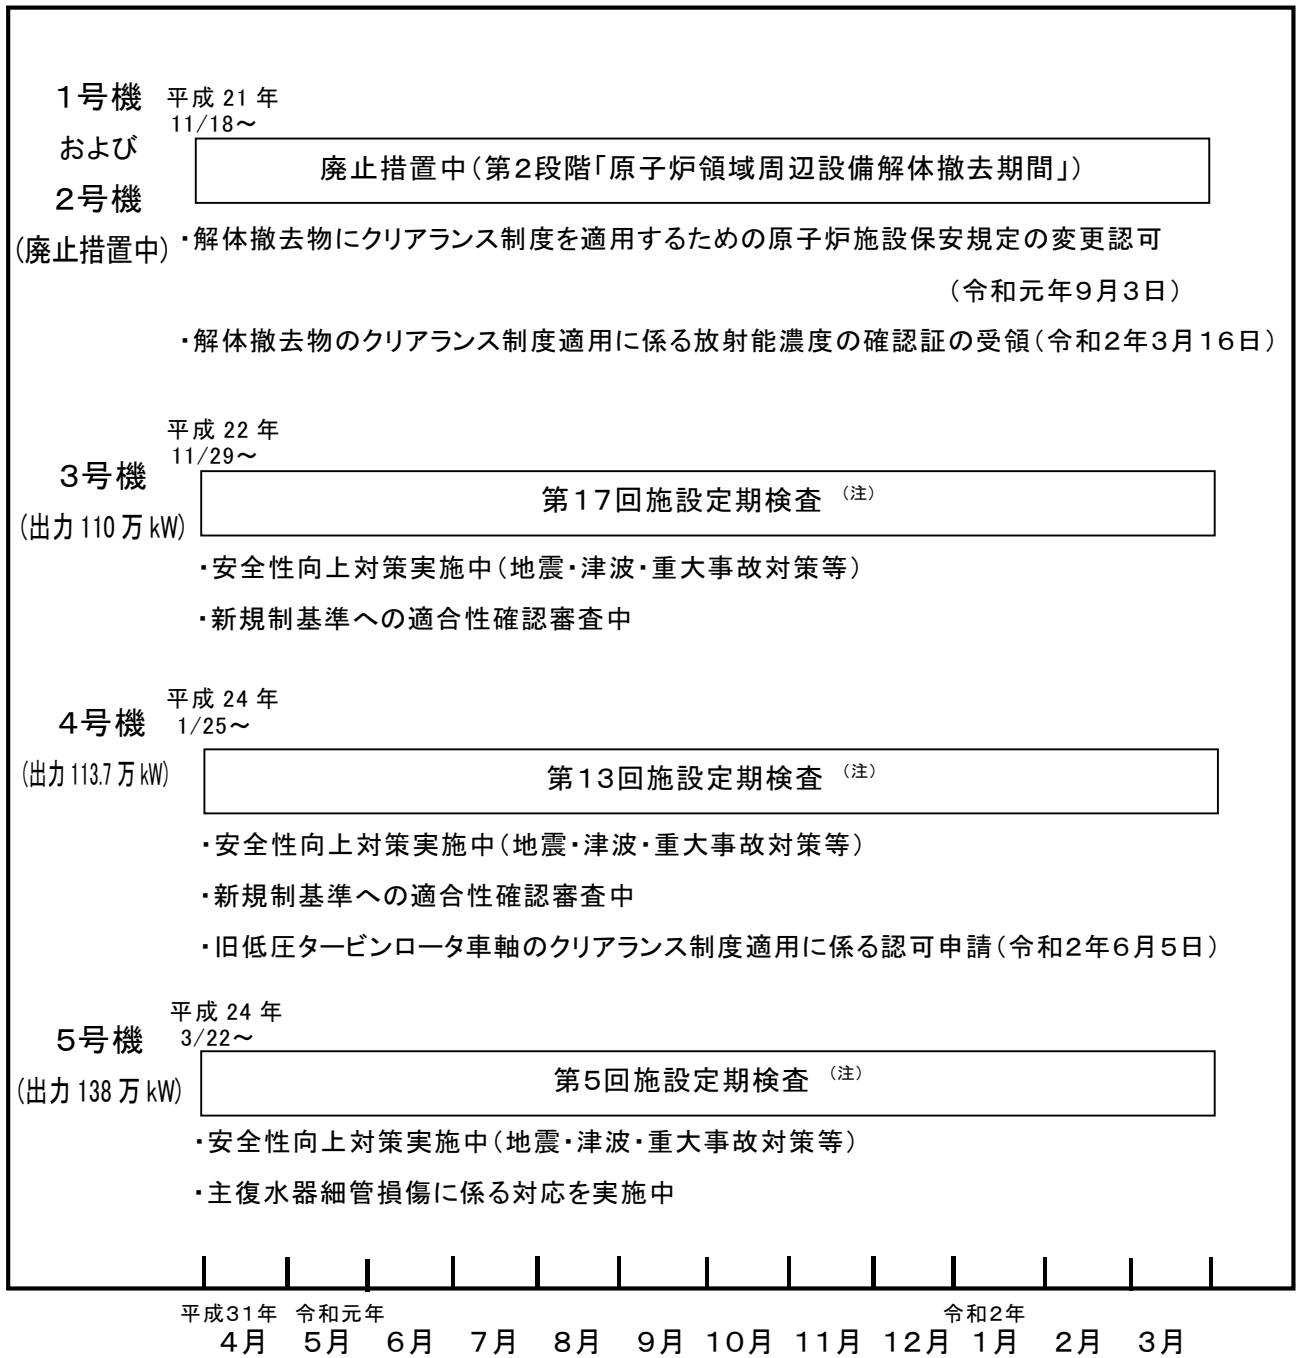 1号機
および
2号機
(廃止措置中)
平成 21 年
11/18～
廃止措置中(第2段階「原子炉領域周辺設備解体撤去期間」)
・解体撤去物にクリアランス制度を適用するための原子炉施設保安規定の変更認可
(令和元年9月3日)
・解体撤去物のクリアランス制度適用に係る放射能濃度の確認証の受領(令和2年3月16日)
3号機
(出力 110 万 kW)
平成 22 年
11/29～
第17回施設定期検査 (注)
・安全性向上対策実施中(地震・津波・重大事故対策等)
・新規制基準への適合性確認審査中
4号機
(出力 113.7 万 kW)
平成 24 年
1/25～
第13回施設定期検査 (注)
・安全性向上対策実施中(地震・津波・重大事故対策等)
・新規制基準への適合性確認審査中
・旧低圧タービンロータ車軸のクリアランス制度適用に係る認可申請(令和2年6月5日)
5号機
(出力 138 万 kW)
平成 24 年
3/22～
第5回施設定期検査 (注)
・安全性向上対策実施中(地震・津波・重大事故対策等)
・主復水器細管損傷に係る対応を実施中
平成31年 令和元年 令和2年
4月 5月 6月 7月 8月 9月 10月 11月 12月 1月 2月 3月